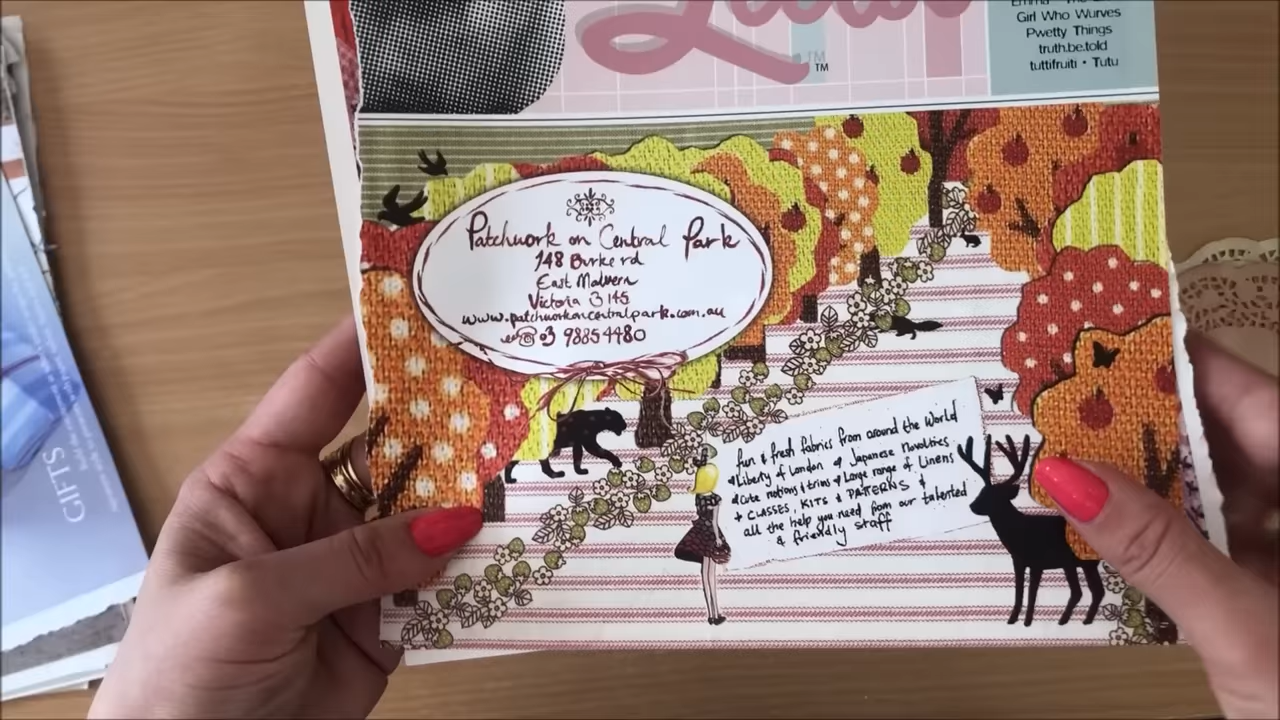 TM
Girl Who Wurves
Pwetty Things
truth.be.told
tuttifruiti • Tutu
Patchwork on Central Park
148 Burke rd
East Malvern
Victoria 3145
www.patchworkoncentralpark.com.au
03 98854480
fun & fresh fabrics from around the World
Liberty of London Japanese Novelties
Cute notions & trims Large range of Linens
+ CLASSES, KITS & PATTERNS &
all the help you need from our talented
& friendly staff
GIFTS